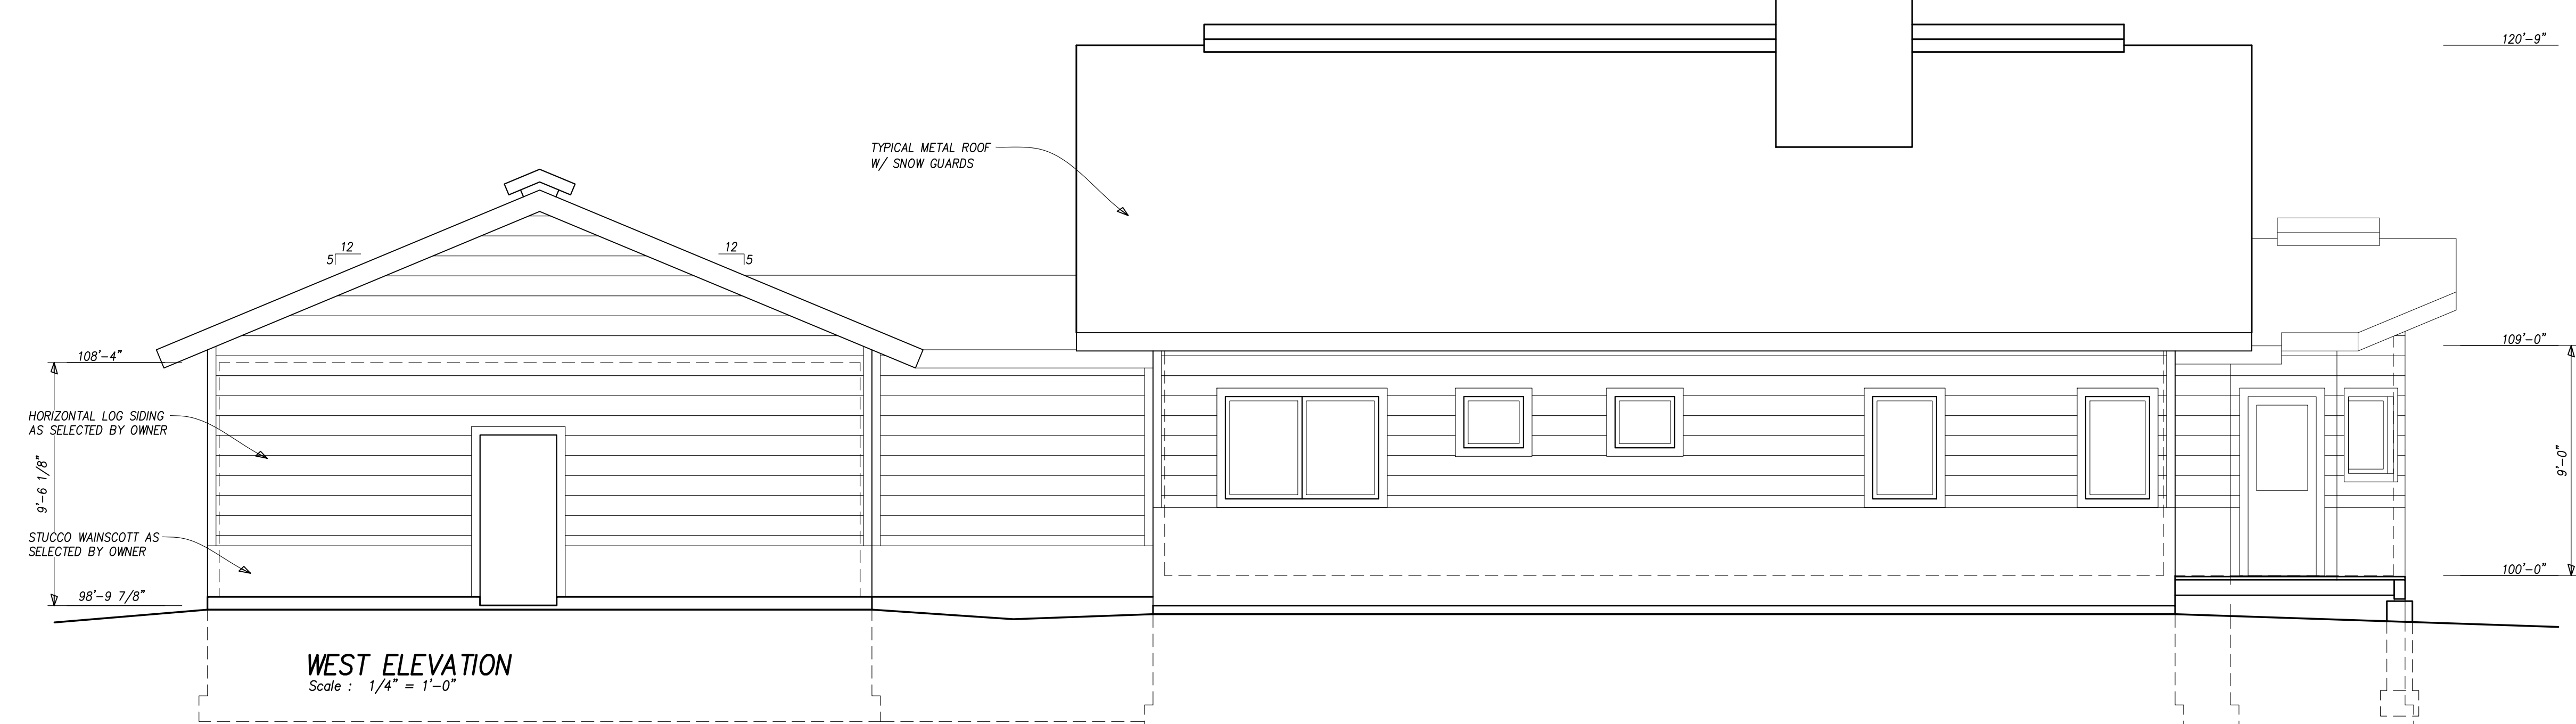 120'-9"
TYPICAL METAL ROOF
W/ SNOW GUARDS
12
5
12
5
108'-4"
109'-0"
HORIZONTAL LOG SIDING
AS SELECTED BY OWNER
9'-6 1/8"
9'-0"
STUCCO WAINSCOTT AS
SELECTED BY OWNER
100'-0"
98'-9 7/8"
WEST ELEVATION
Scale : 1/4" = 1'-0"